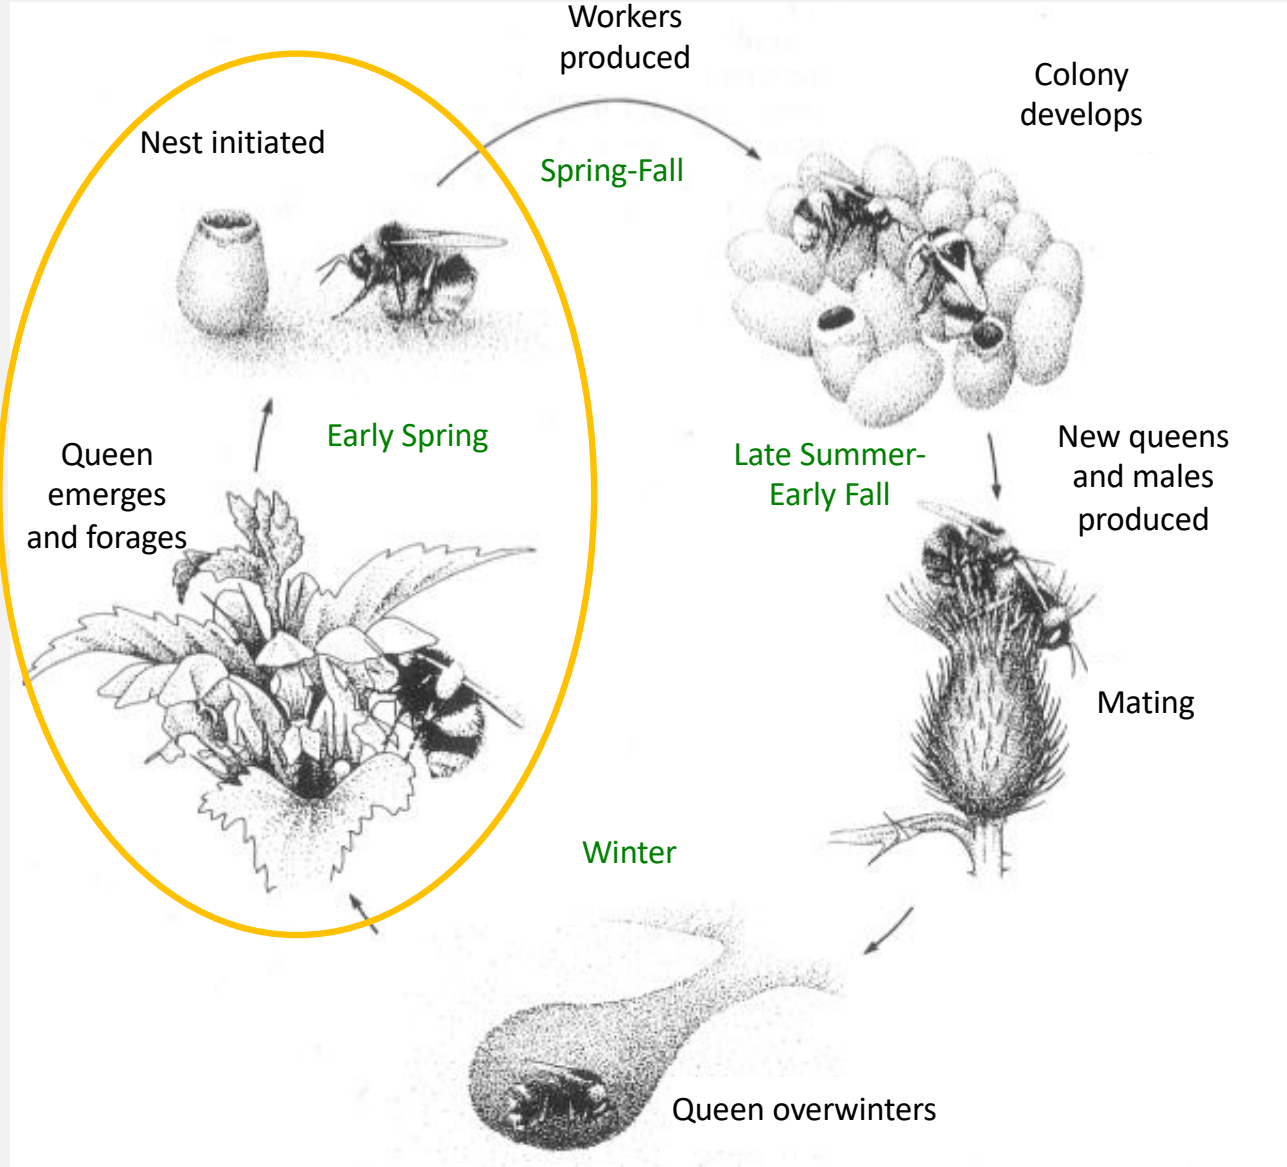 Workers
produced
Colony
develops
Nest initiated
Spring-Fall
Early Spring
Queen
emerges
and forages
Late Summer-
Early Fall
New queens
and males
produced
Mating
Winter
Queen overwinters